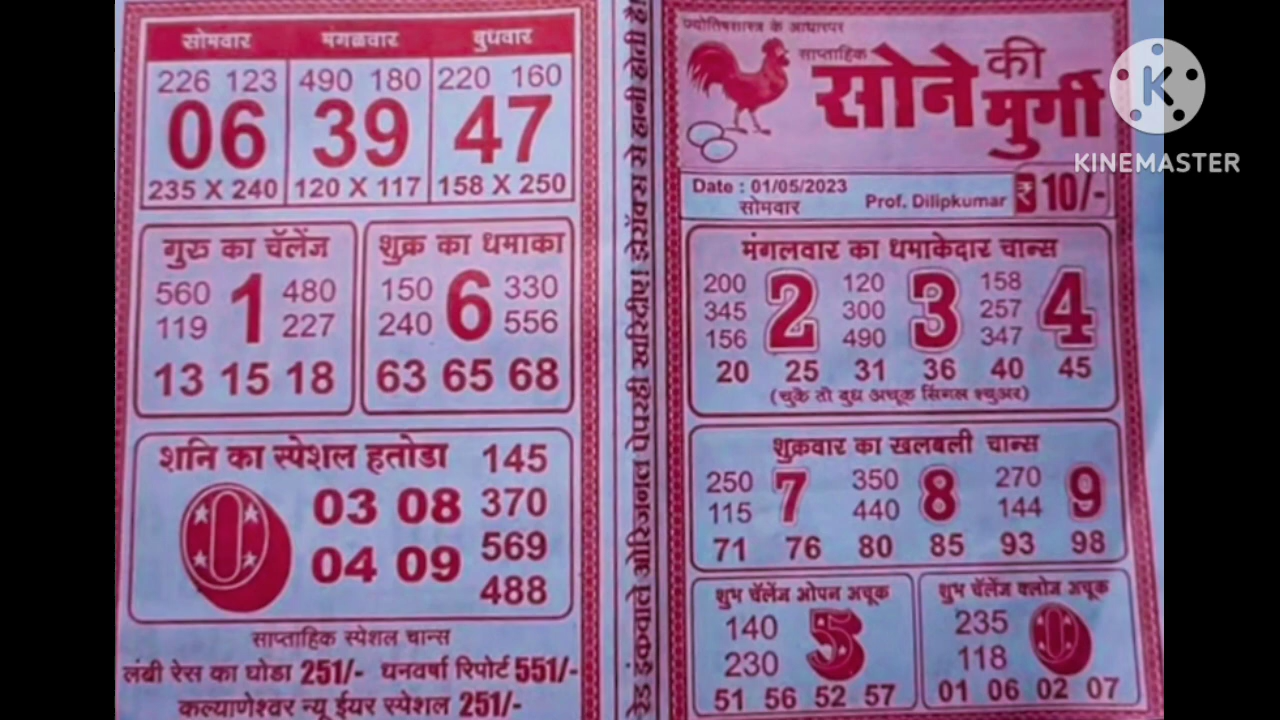 सोमवार मंगळवार बुधवार
226 123 490 180 220 160
06 39 47
235 X 240 120 X 117 158 X 250
गुरु का चॅलेंज
560 1 480
119 227
13 15 18
शुक्र का धमाका
150 6 330
240 556
63 65 68
शनि का स्पेशल हतोडा 145
0 03 08 370
04 09 569
488
साप्ताहिक स्पेशल चान्स
लंबी रेस का घोडा 251/- धनवर्षा रिपोर्ट 551/-
कल्याणेश्वर न्यू ईयर स्पेशल 251/-
रेड इंकवाले ओरिजनल पेपरही खरिदीए। झेरॉक्स से हानी होती है।
ज्योतिषशास्त्र के आधारपर
साप्ताहिक
सोने की मुर्गी
Date : 01/05/2023
सोमवार Prof. Dilipkumar ₹ 10/-
मंगलवार का धमाकेदार चान्स
200 2 120 3 158 4
345 300 257
156 490 347
20 25 31 36 40 45
(चुके तो बुध अचूक सिंगल श्युअर)
शुक्रवार का खलबली चान्स
250 7 350 8 270 9
115 440 144
71 76 80 85 93 98
शुभ चॅलेंज ओपन अचूक
140 5
230
51 56 52 57
शुभ चॅलेंज क्लोज अचूक
235 0
118
01 06 02 07
K
KINEMASTER